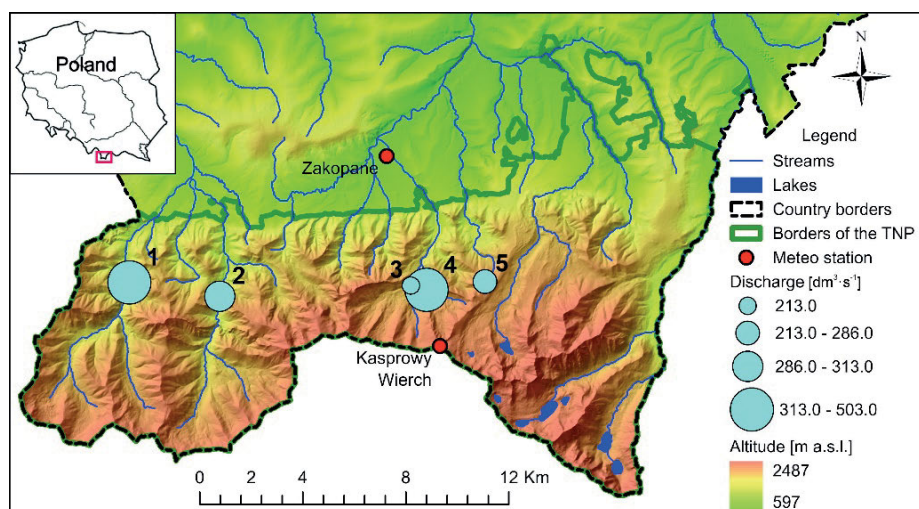 Poland
N
Legend
Streams
Lakes
Country borders
Borders of the TNP
Meteo station
Discharge [dm³·s⁻¹]
213.0
213.0 - 286.0
286.0 - 313.0
313.0 - 503.0
Altitude [m a.s.l.]
2487
597
Zakopane
1
2
3
4
5
Kasprowy
Wierch
0 2 4 8 12 Km